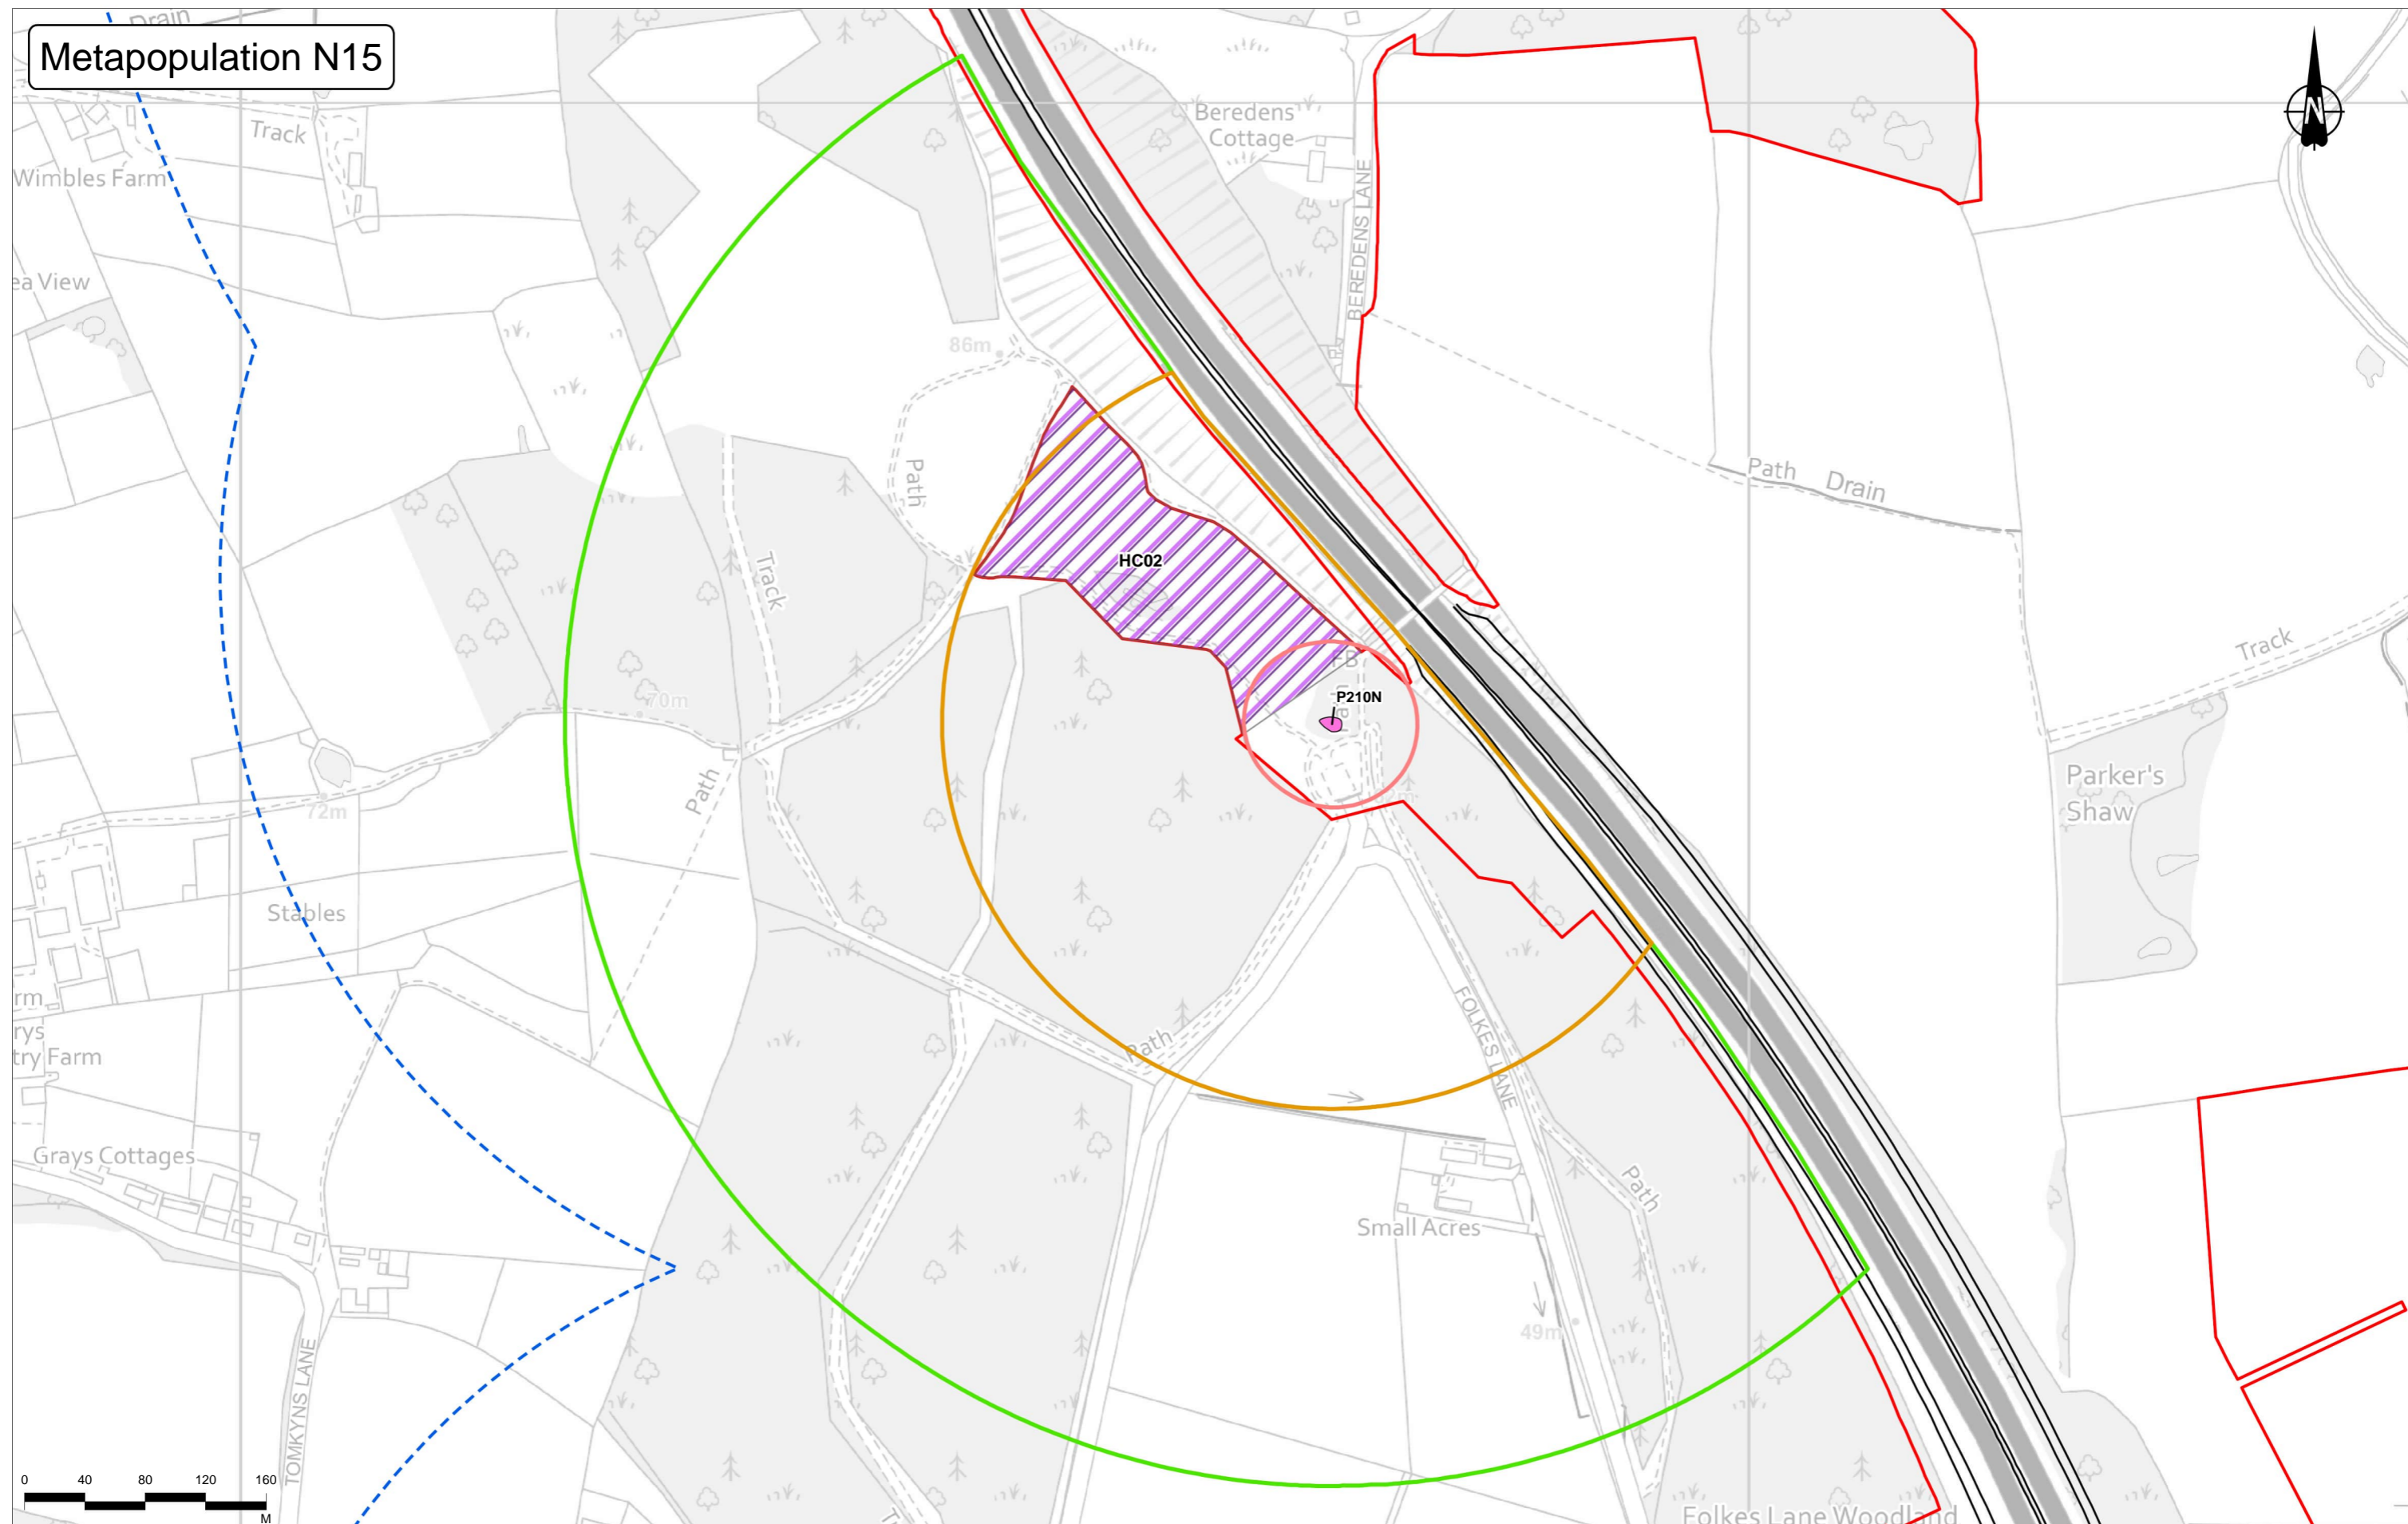 Metapopulation N15
Drain
N
Track
Wimbles Farm
Beredens
Cottage
BEREDENS LANE
ea View
86m
Path
Track
HC02
Path
Drain
FB
P210N
70m
Path
72m
Track
Parker's
Shaw
Stables
rm
rys
try Farm
Path
FOLKES LANE
Grays Cottages
Path
Small Acres
49m
TOMKYNS LANE
0 40 80 120 160
M
Folkes Lane Woodland